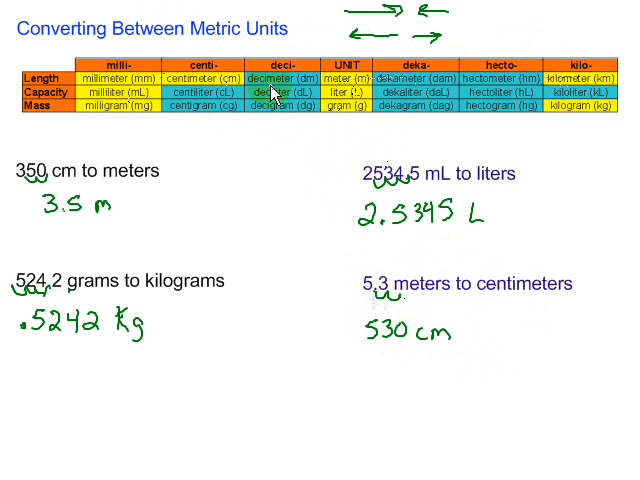 Converting Between Metric Units
milli- centi- deci- UNIT deka- hecto- kilo-
Length millimeter (mm) centimeter (cm) decimeter (dm) meter (m) dekameter (dam) hectometer (hm) kilometer (km)
Capacity milliliter (mL) centiliter (cL) deciliter (dL) liter (L) dekaliter (daL) hectoliter (hL) kiloliter (kL)
Mass milligram (mg) centigram (cg) decigram (dg) gram (g) dekagram (dag) hectogram (hg) kilogram (kg)
350 cm to meters
3.5 m
2534.5 mL to liters
2.5345 L
524.2 grams to kilograms
.5242 kg
5.3 meters to centimeters
530 cm